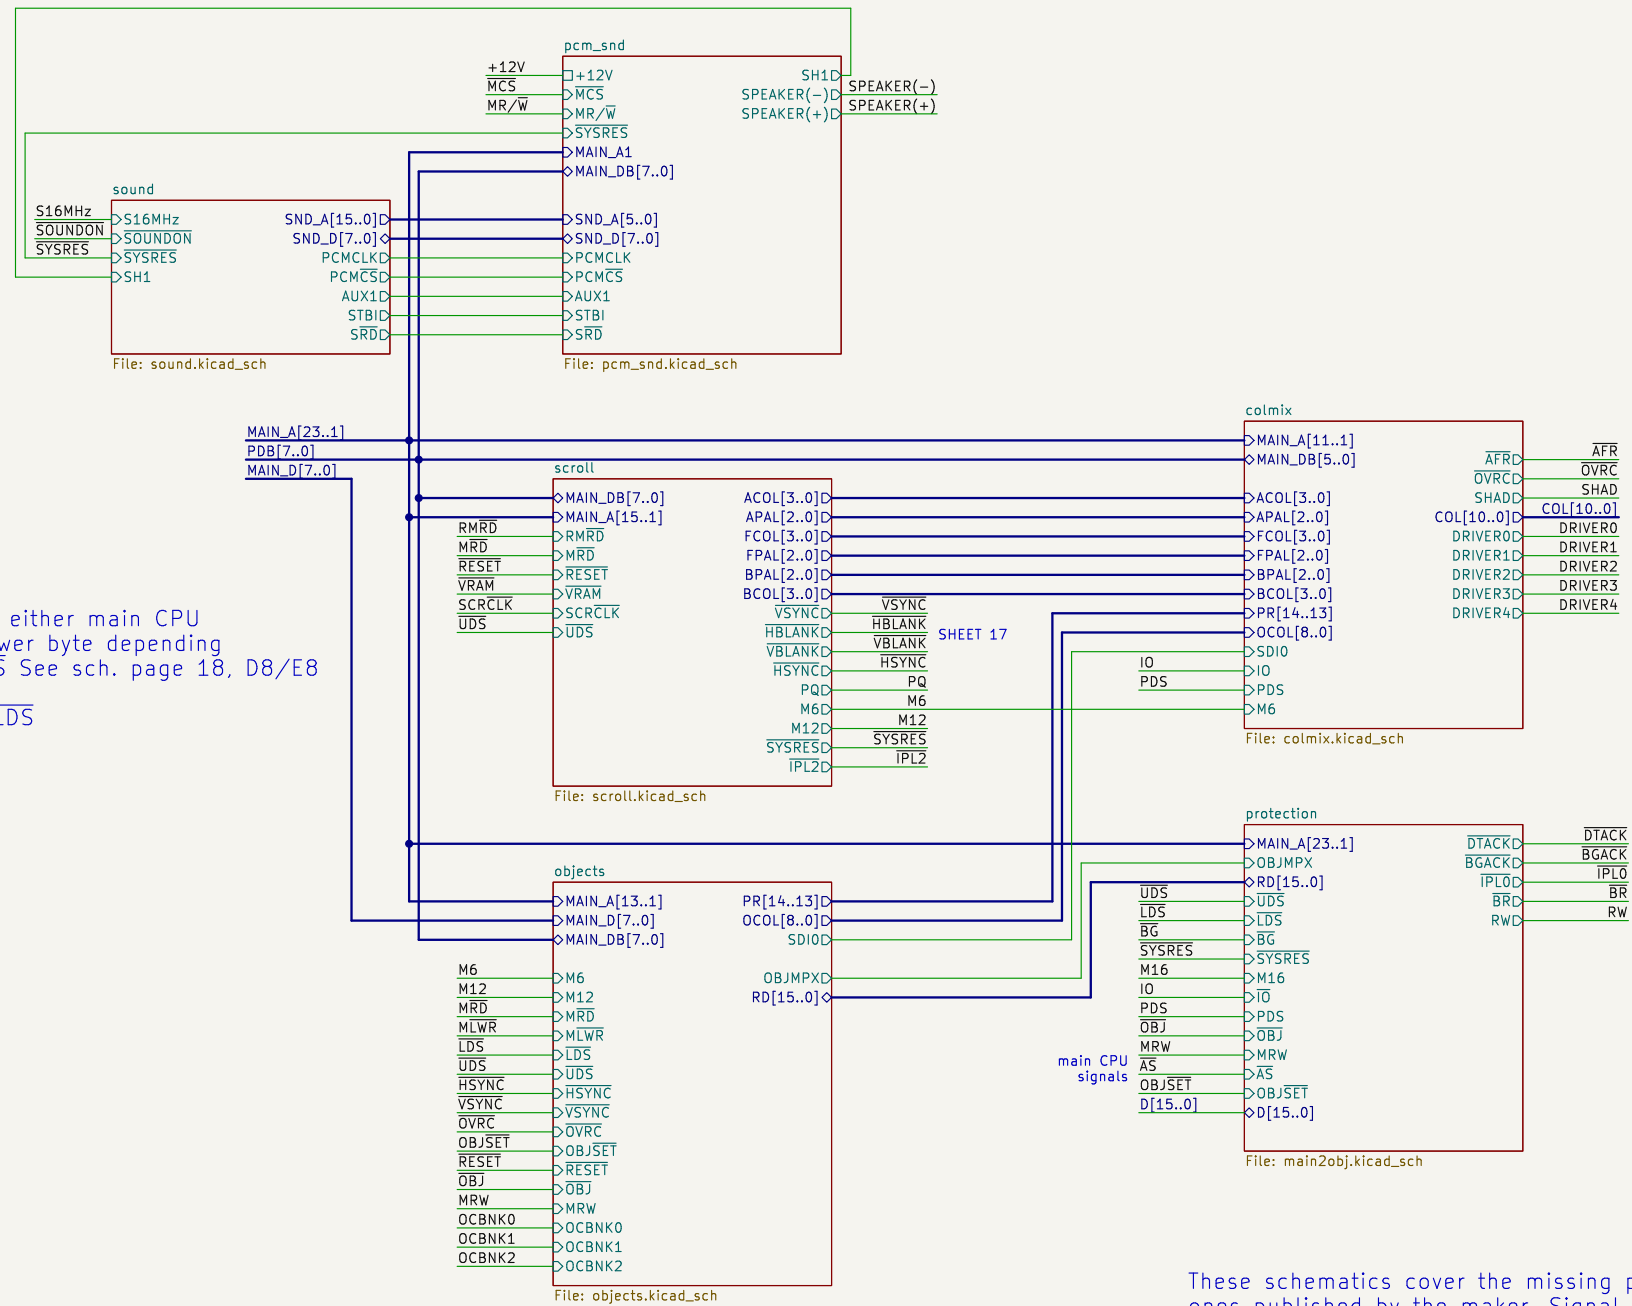 pcm_snd
+12V
MCS
MR/W
+12V
MCS
MR/W
SYSRES
MAIN_A1
MAIN_DB[7..0]
SND_A[5..0]
SND_D[7..0]
PCMCLK
PCMCS
AUX1
STBI
SRD
SH1
SPEAKER(-)
SPEAKER(+)
SPEAKER(-)
SPEAKER(+)
File: pcm_snd.kicad_sch
sound
S16MHz
SOUNDON
SYSRES
S16MHz
SOUNDON
SYSRES
SH1
SND_A[15..0]
SND_D[7..0]
PCMCLK
PCMCS
AUX1
STBI
SRD
File: sound.kicad_sch
MAIN_A[23..1]
PDB[7..0]
MAIN_D[7..0]
scroll
RMRD
MRD
RESET
VRAM
SCRCLK
UDS
MAIN_DB[7..0]
MAIN_A[15..1]
RMRD
MRD
RESET
VRAM
SCRCLK
UDS
ACOL[3..0]
APAL[2..0]
FCOL[3..0]
FPAL[2..0]
BPAL[2..0]
BCOL[3..0]
VSYNC
HBLANK
VBLANK
HSYNC
PQ
M6
M12
SYSRES
IPL2
VSYNC
HBLANK
VBLANK
HSYNC
PQ
M6
M12
SYSRES
IPL2
SHEET 17
File: scroll.kicad_sch
colmix
IO
PDS
MAIN_A[11..1]
MAIN_DB[5..0]
ACOL[3..0]
APAL[2..0]
FCOL[3..0]
FPAL[2..0]
BPAL[2..0]
BCOL[3..0]
PR[14..13]
OCOL[8..0]
SDI0
IO
PDS
M6
AFR
OVRC
SHAD
COL[10..0]
DRIVER0
DRIVER1
DRIVER2
DRIVER3
DRIVER4
AFR
OVRC
SHAD
COL[10..0]
DRIVER0
DRIVER1
DRIVER2
DRIVER3
DRIVER4
File: colmix.kicad_sch
either main CPU
wer byte depending
S See sch. page 18, D8/E8
LDS
objects
M6
M12
MRD
MLWR
LDS
UDS
HSYNC
VSYNC
OVRC
OBJSET
RESET
OBJ
MRW
OCBNK0
OCBNK1
OCBNK2
MAIN_A[13..1]
MAIN_D[7..0]
MAIN_DB[7..0]
M6
M12
MRD
MLWR
LDS
UDS
HSYNC
VSYNC
OVRC
OBJSET
RESET
OBJ
MRW
OCBNK0
OCBNK1
OCBNK2
PR[14..13]
OCOL[8..0]
SDI0
OBJMPX
RD[15..0]
File: objects.kicad_sch
protection
UDS
LDS
BG
SYSRES
M16
IO
PDS
OBJ
MRW
AS
OBJSET
D[15..0]
main CPU
signals
MAIN_A[23..1]
OBJMPX
RD[15..0]
UDS
LDS
BG
SYSRES
M16
IO
PDS
OBJ
MRW
AS
OBJSET
D[15..0]
DTACK
BGACK
IPL0
BR
RW
DTACK
BGACK
IPL0
BR
RW
File: main2obj.kicad_sch
These schematics cover the missing p
ones published by the maker. Signal